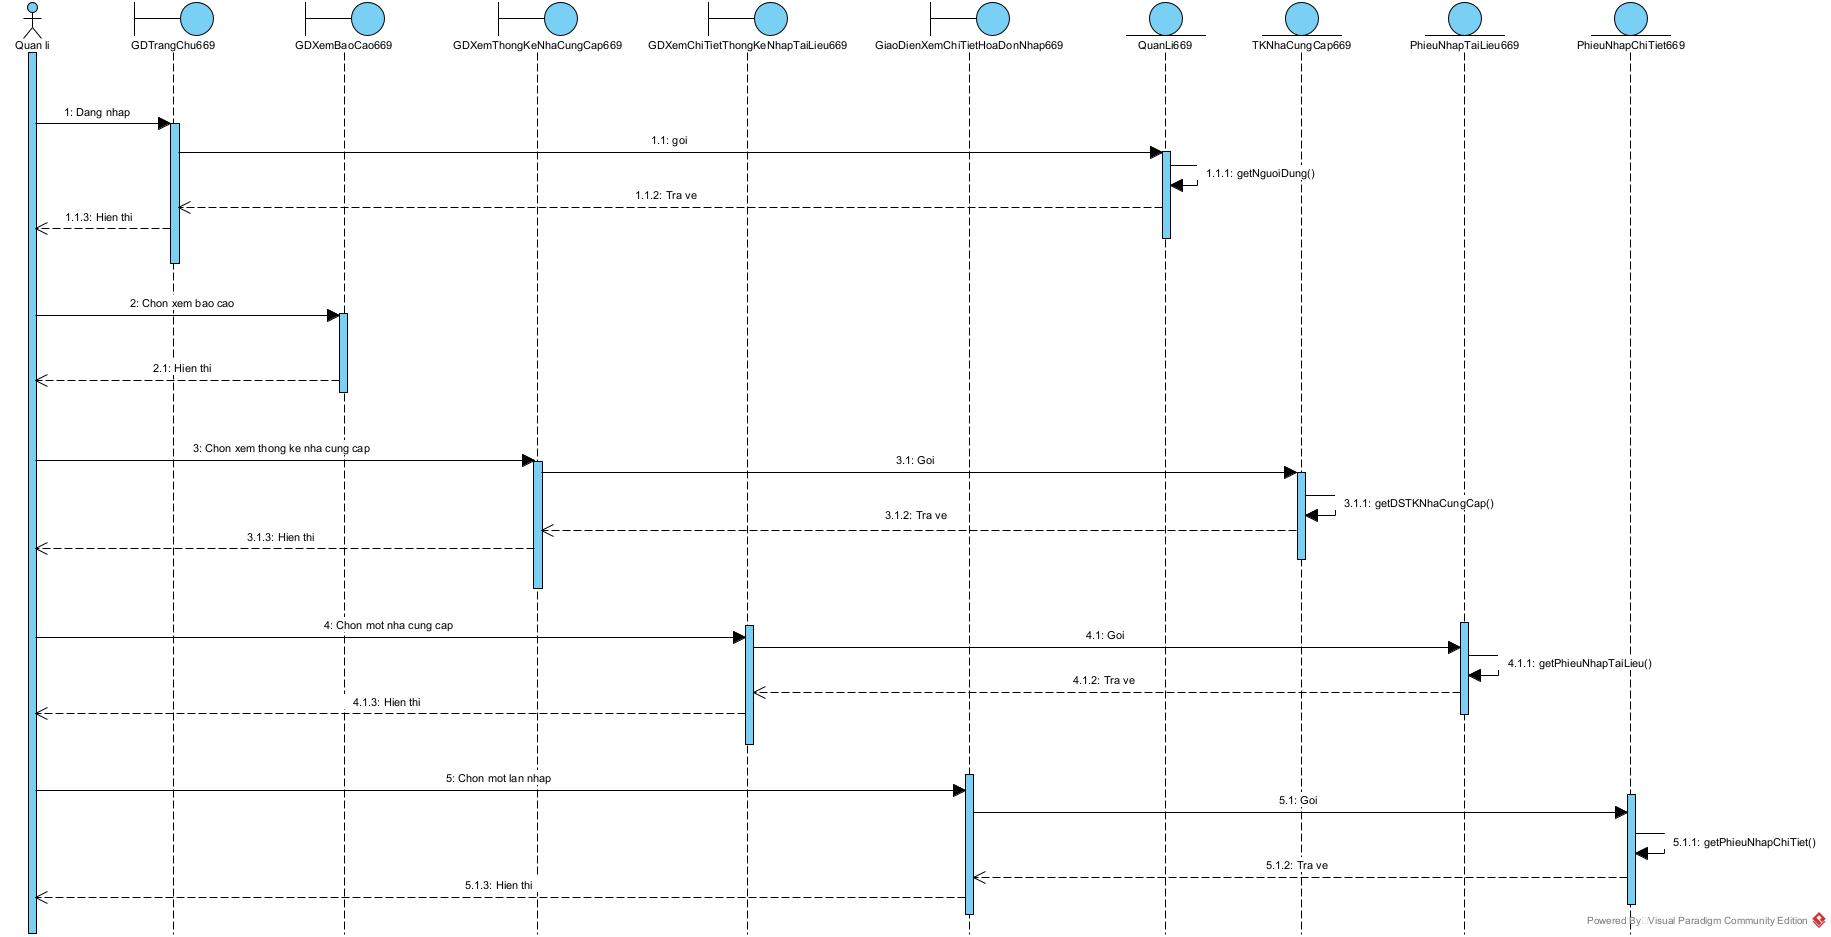 Quan li
GDTrangChu669
GDXemBaoCao669
GDXemThongKeNhaCungCap669
GDXemChiTietThongKeNhapTaiLieu669
GiaoDienXemChiTietHoaDonNhap669
QuanLi669
TKNhaCungCap669
PhieuNhapTaiLieu669
PhieuNhapChiTiet669
1: Dang nhap
1.1: goi
1.1.1: getNguoiDung()
1.1.2: Tra ve
1.1.3: Hien thi
2: Chon xem bao cao
2.1: Hien thi
3: Chon xem thong ke nha cung cap
3.1: Goi
3.1.1: getDSTKNhaCungCap()
3.1.2: Tra ve
3.1.3: Hien thi
4: Chon mot nha cung cap
4.1: Goi
4.1.1: getPhieuNhapTaiLieu()
4.1.2: Tra ve
4.1.3: Hien thi
5: Chon mot lan nhap
5.1: Goi
5.1.1: getPhieuNhapChiTiet()
5.1.2: Tra ve
5.1.3: Hien thi
Powered By Visual Paradigm Community Edition